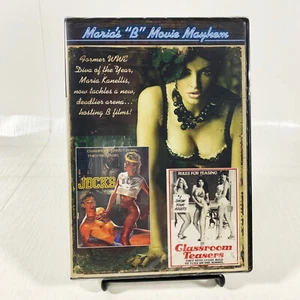 Maria's "B" Movie Mayhem
Former WWE
Diva of the Year,
Maria Kanellis,
now tackles a new,
deadlier arena...
hosting B films!
JOCKS
RULES FOR TEASING
Classroom
Teasers